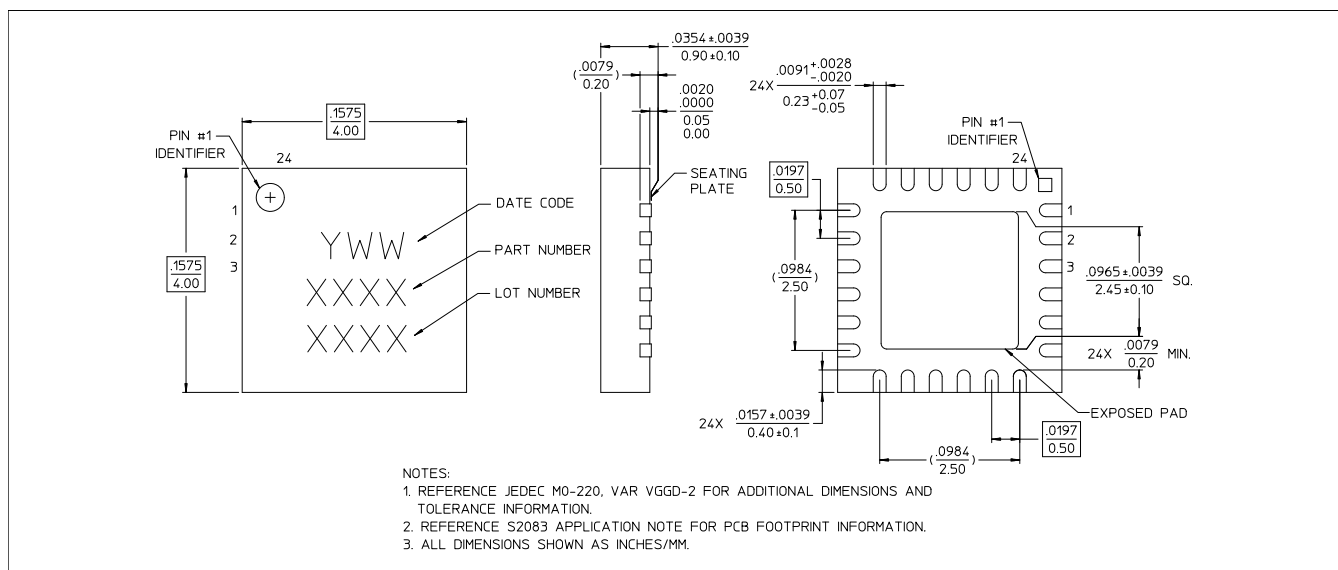 .1575
4.00
PIN #1
IDENTIFIER
24
1
2
3
.1575
4.00
YWW
XXXX
XXXX
DATE CODE
PART NUMBER
LOT NUMBER
.0354±.0039
0.90±0.10
(.0079
0.20)
.0020
.0000
0.05
0.00
SEATING
PLATE
24X .0091+.0028
-.0020
0.23+0.07
-0.05
PIN #1
IDENTIFIER
24
.0197
0.50
1
2
3
(.0984)
2.50
.0965±.0039
2.45±0.10 SQ.
24X .0079
0.20 MIN.
24X .0157±.0039
0.40±0.1
EXPOSED PAD
.0197
0.50
(.0984)
2.50
NOTES:
1. REFERENCE JEDEC M0-220, VAR VGGD-2 FOR ADDITIONAL DIMENSIONS AND
TOLERANCE INFORMATION.
2. REFERENCE S2083 APPLICATION NOTE FOR PCB FOOTPRINT INFORMATION.
3. ALL DIMENSIONS SHOWN AS INCHES/MM.